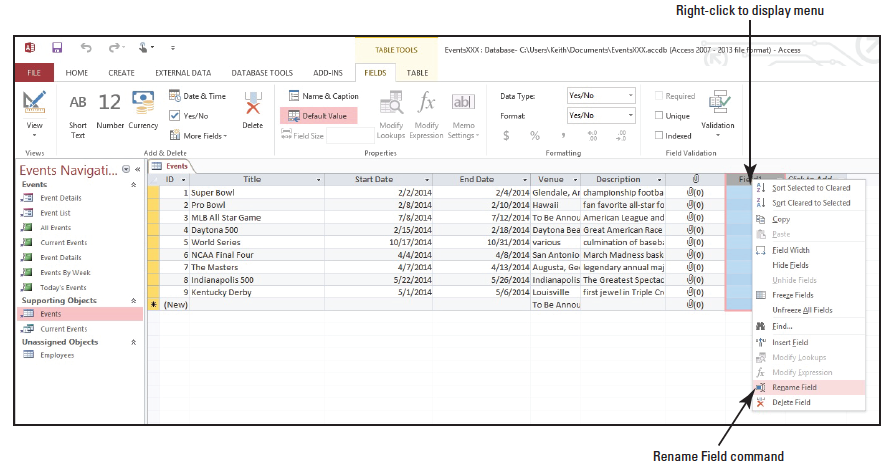 Right-click to display menu
TABLE TOOLS
EventsXXX : Database- C:\Users\Keith\Documents\EventsXXX.accdb (Access 2007 - 2013 file format) - Access
FILE HOME CREATE EXTERNAL DATA DATABASE TOOLS ADD-INS FIELDS TABLE
View
Views
AB Short Text
12 Number
Currency
Date & Time
Yes/No
More Fields
Delete
Add & Delete
Name & Caption
Default Value
Field Size
Modify Lookups
fx Modify Expression
ab Memo Settings
Properties
Data Type: Yes/No
Format: Yes/No
$ % , .00 .00
Formatting
Required
Unique
Indexed
Validation
Field Validation
Events Navigati...
Events
Event Details
Event List
All Events
Current Events
Event Details
Events By Week
Today's Events
Supporting Objects
Events
Current Events
Unassigned Objects
Employees
Events
ID Title Start Date End Date Venue Description Click to Add
1 Super Bowl 2/2/2014 2/4/2014 Glendale, Ar championship footba (0)
2 Pro Bowl 2/8/2014 2/10/2014 Hawaii fan favorite all-star fo (0)
3 MLB All Star Game 7/8/2014 7/12/2014 To Be Annou American League and (0)
4 Daytona 500 2/15/2014 2/18/2014 Daytona Bea Great American Race (0)
5 World Series 10/17/2014 10/31/2014 various culmination of baseba (0)
6 NCAA Final Four 4/4/2014 4/8/2014 San Antonio March Madness bask (0)
7 The Masters 4/7/2014 4/13/2014 Augusta, Geo legendary annual maj (0)
8 Indianapolis 500 5/22/2014 5/26/2014 Indianapolis The Greatest Spectac (0)
9 Kentucky Derby 5/1/2014 5/6/2014 Louisville first jewel in Triple Cro (0)
* (New) To Be Annou (0)
Sort Selected to Cleared
Sort Cleared to Selected
Copy
Paste
Field Width
Hide Fields
Unhide Fields
Freeze Fields
Unfreeze All Fields
Find...
Insert Field
Modify Lookups
Modify Expression
Rename Field
Delete Field
Rename Field command